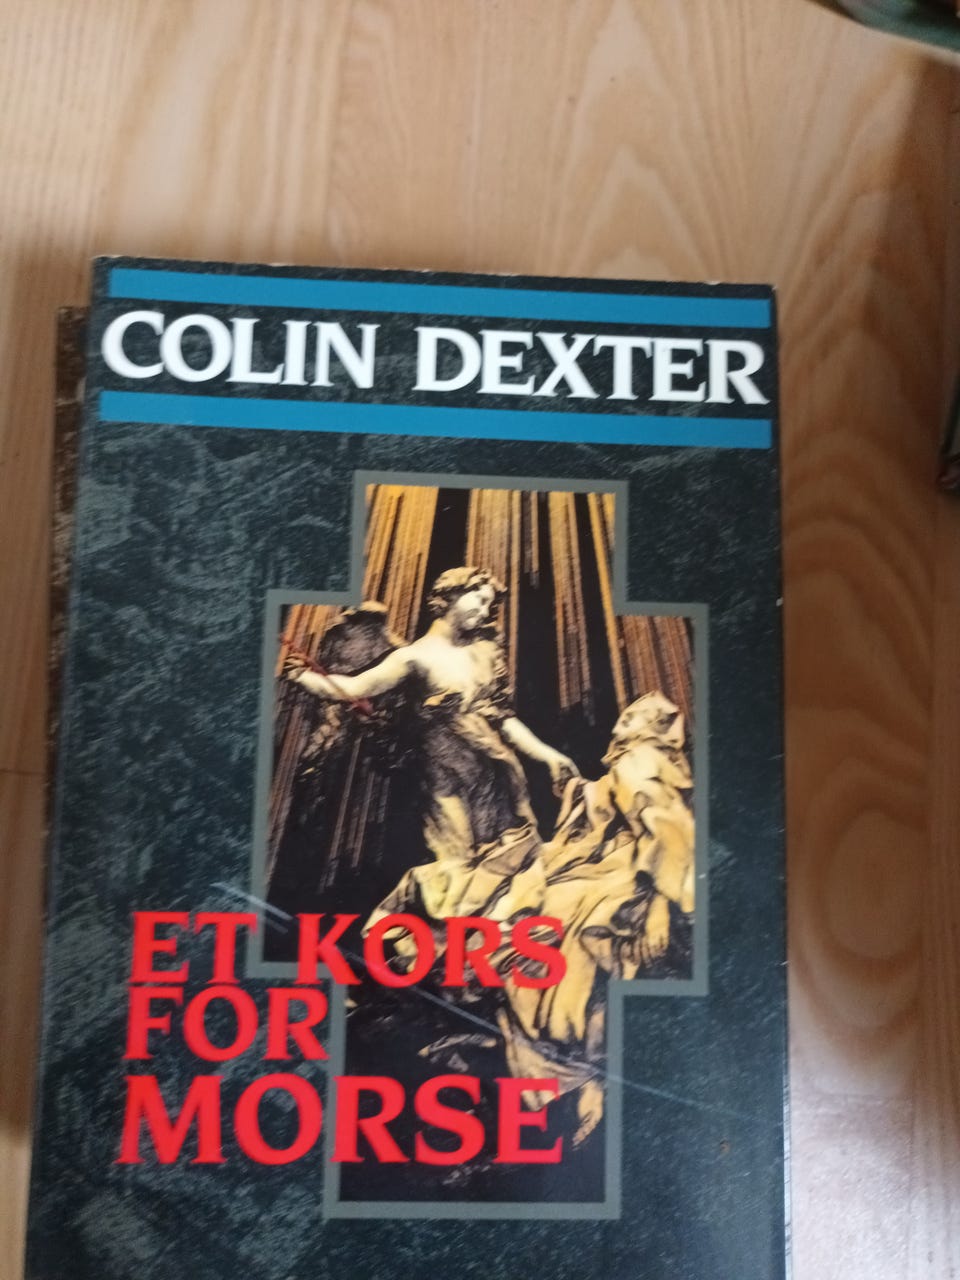 COLIN DEXTER
ET KORS
FOR
MORSE